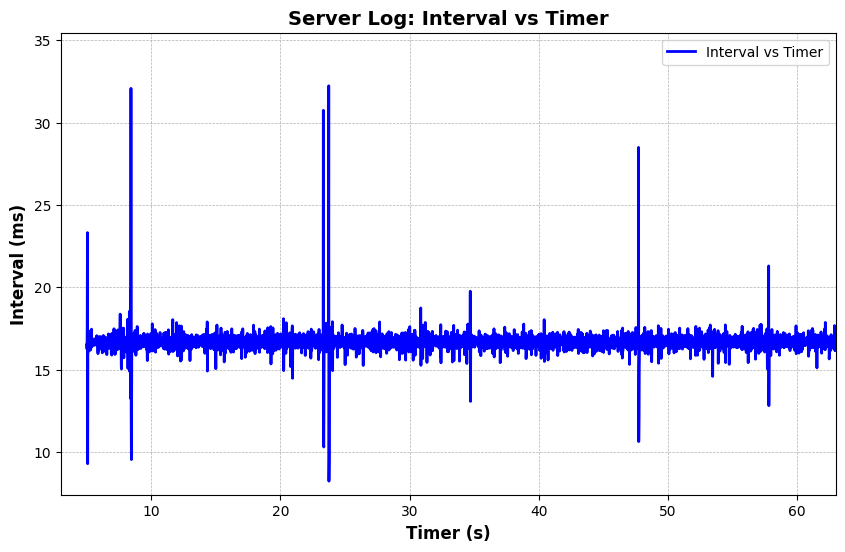 Server Log: Interval vs Timer
Interval vs Timer
Interval (ms)
35
30
25
20
15
10
10 20 30 40 50 60
Timer (s)